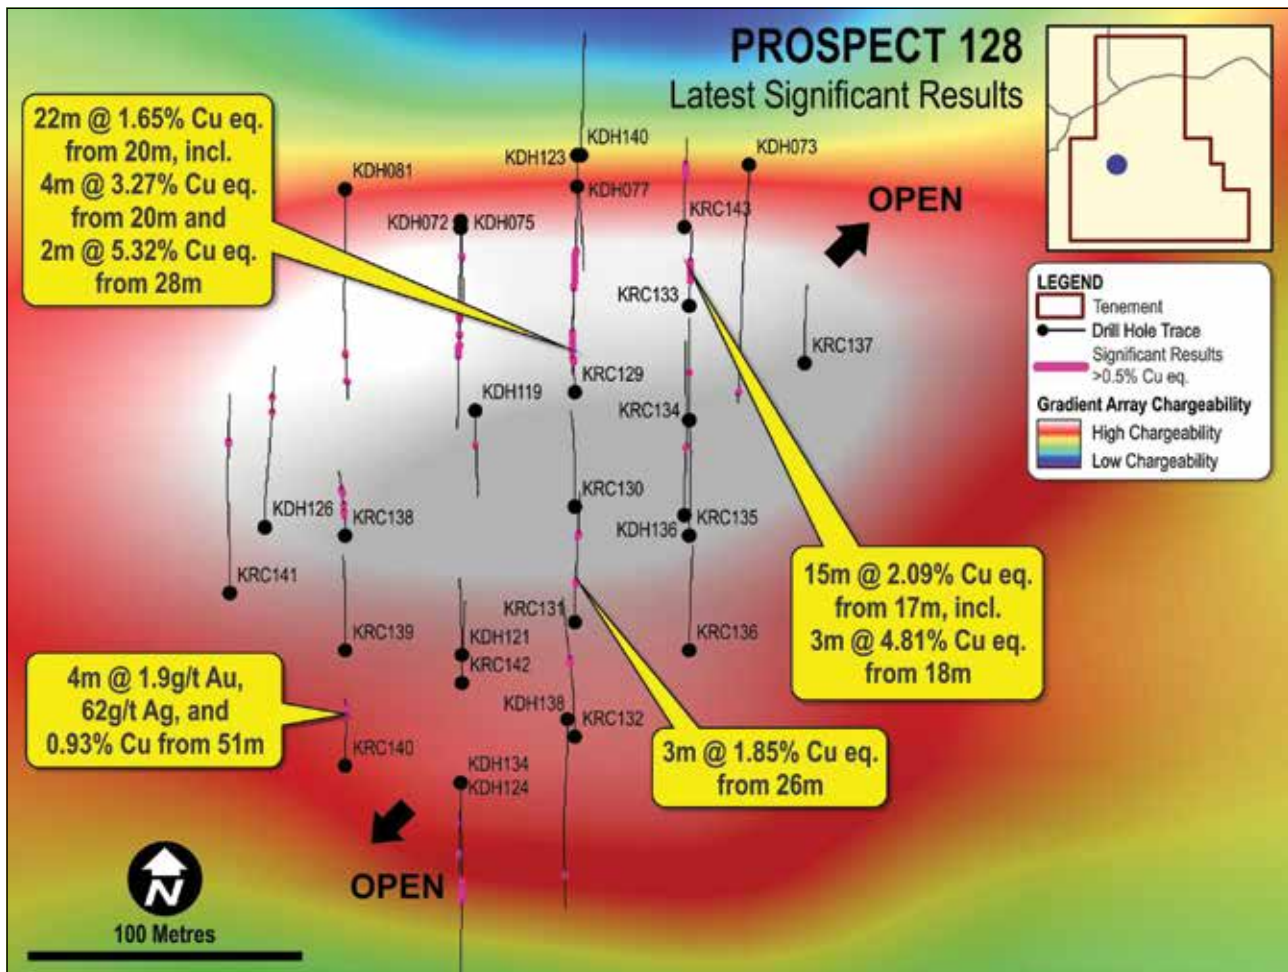 PROSPECT 128
Latest Significant Results
22m @ 1.65% Cu eq.
from 20m, incl.
4m @ 3.27% Cu eq.
from 20m and
2m @ 5.32% Cu eq.
from 28m
KDH140
KDH123
KDH073
KDH081
KDH077
OPEN
KDH072
KDH075
KRC143
KRC133
KRC137
KRC129
KDH119
KRC134
KRC130
KDH126
KRC138
KDH136
KRC135
KRC141
KRC131
KRC139
KDH121
KRC136
KRC142
KDH138
KRC132
KRC140
KDH134
KDH124
LEGEND
Tenement
Drill Hole Trace
Significant Results
>0.5% Cu eq.
Gradient Array Chargeability
High Chargeability
Low Chargeability
15m @ 2.09% Cu eq.
from 17m, incl.
3m @ 4.81% Cu eq.
from 18m
4m @ 1.9g/t Au,
62g/t Ag, and
0.93% Cu from 51m
3m @ 1.85% Cu eq.
from 26m
OPEN
N
100 Metres